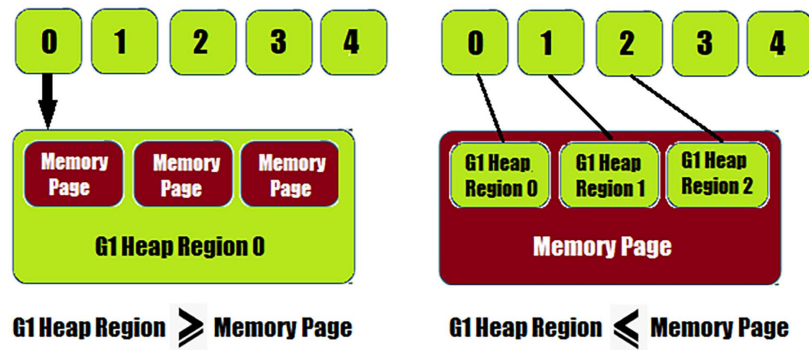 0 1 2 3 4
Memory Page
Memory Page
Memory Page
G1 Heap Region 0
G1 Heap Region ⩾ Memory Page
0 1 2 3 4
G1 Heap
Region 0
G1 Heap
Region 1
G1 Heap
Region 2
Memory Page
G1 Heap Region ⩽ Memory Page